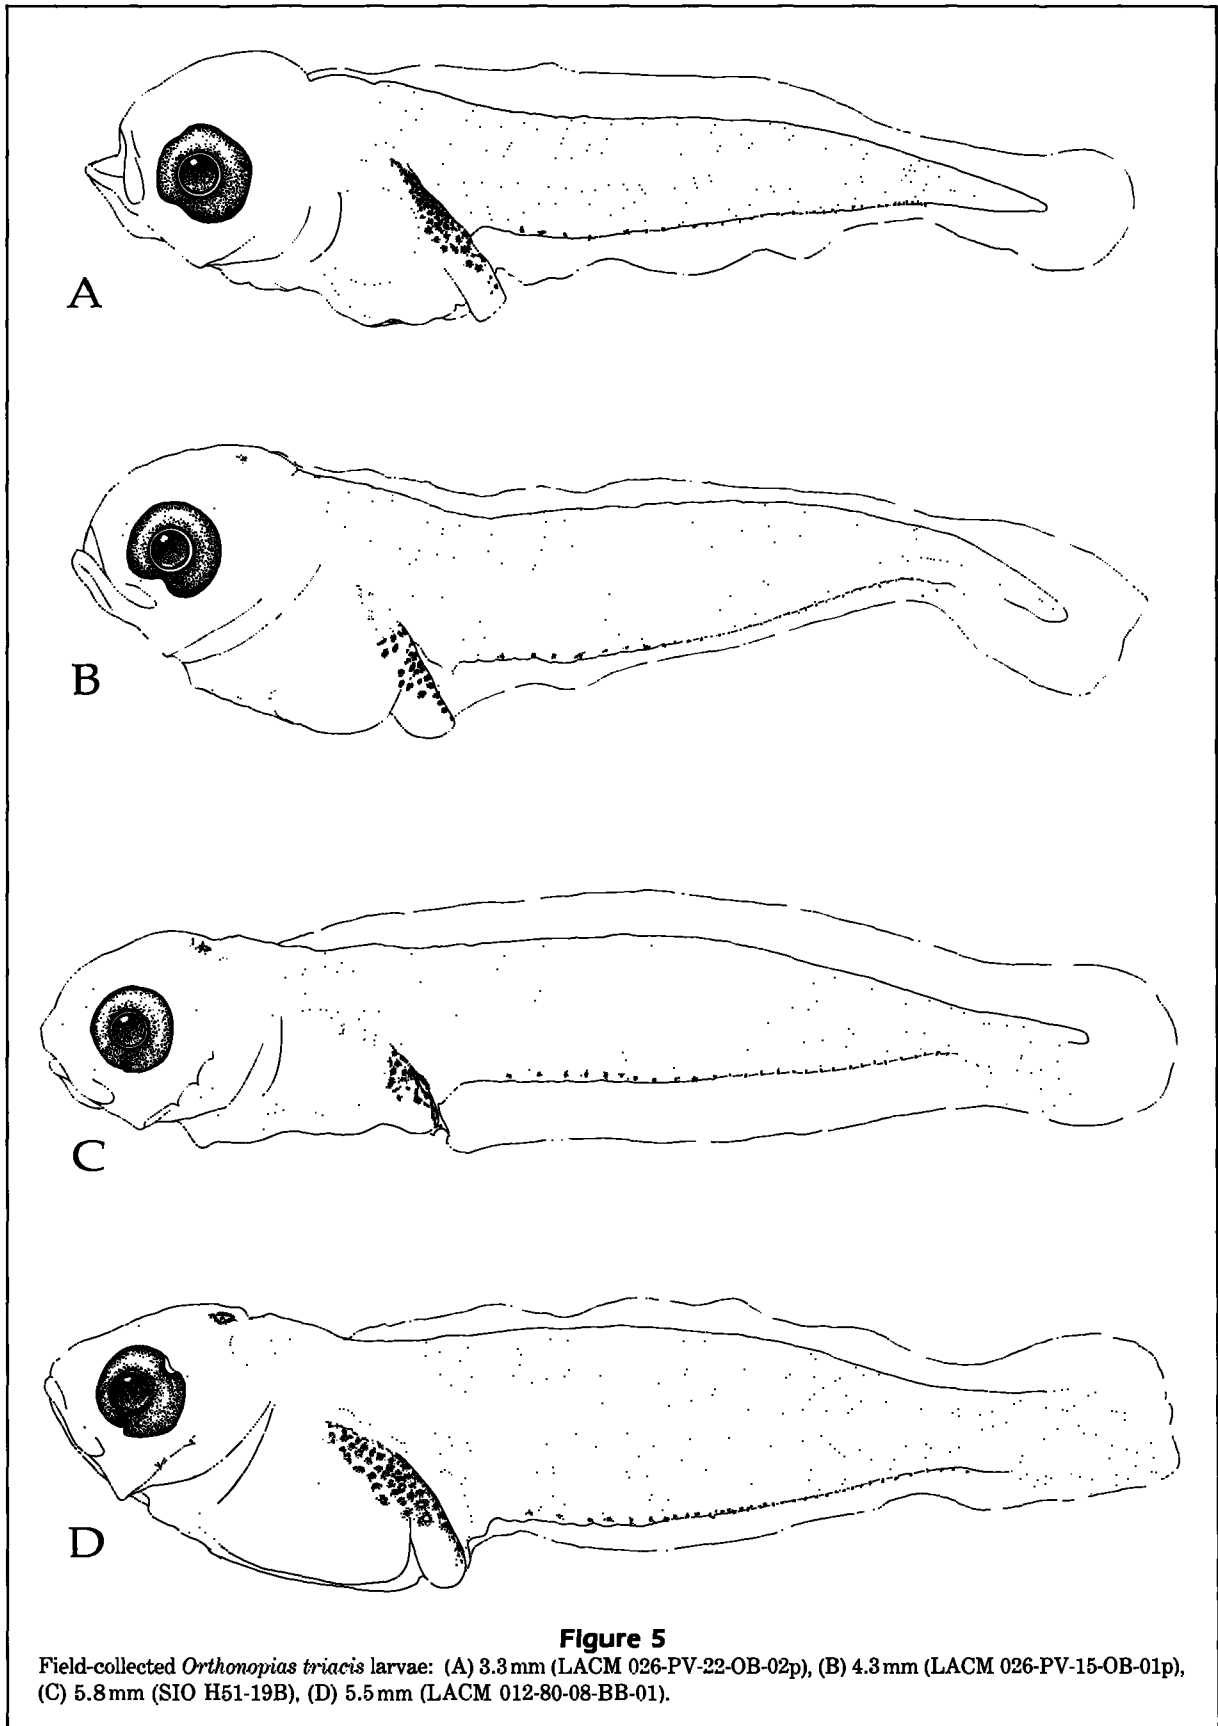 A
B
C
D
Figure 5
Field-collected Orthonopias triacis larvae: (A) 3.3 mm (LACM 026-PV-22-OB-02p), (B) 4.3 mm (LACM 026-PV-15-OB-01p),
(C) 5.8 mm (SIO H51-19B), (D) 5.5 mm (LACM 012-80-08-BB-01).